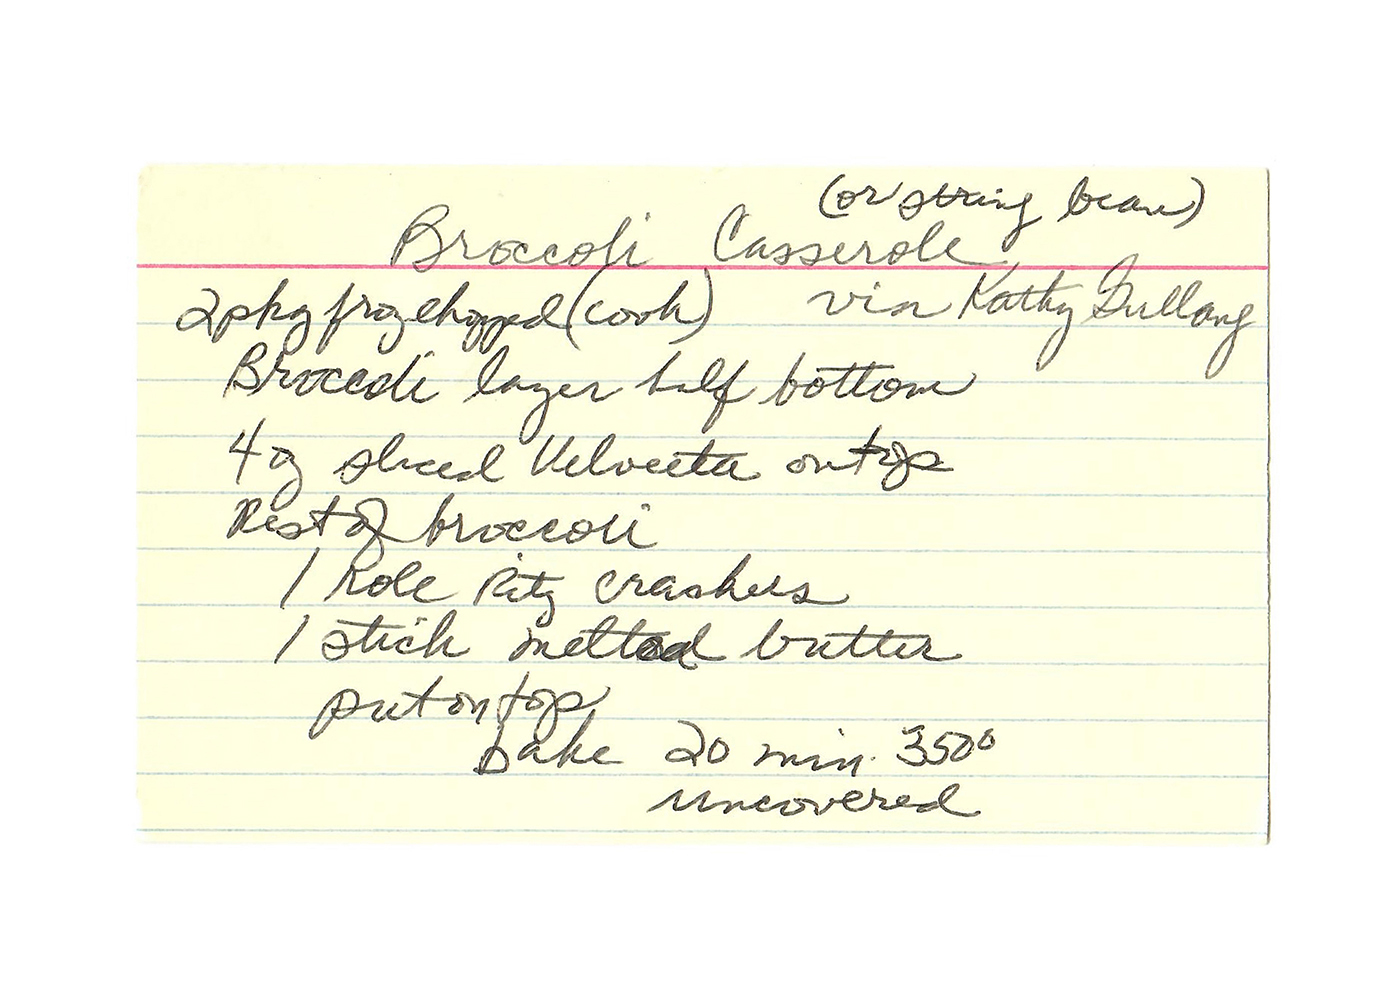 (or string bean)
Broccoli Casserole
2 pkg froz chopped (cook) via Kathy
Broccoli layer half bottom
4 oz sliced Velveeta on top
Rest of broccoli
1 Role Ritz crackers
1 stick melted butter
put on top
bake 20 min. 350°
uncovered